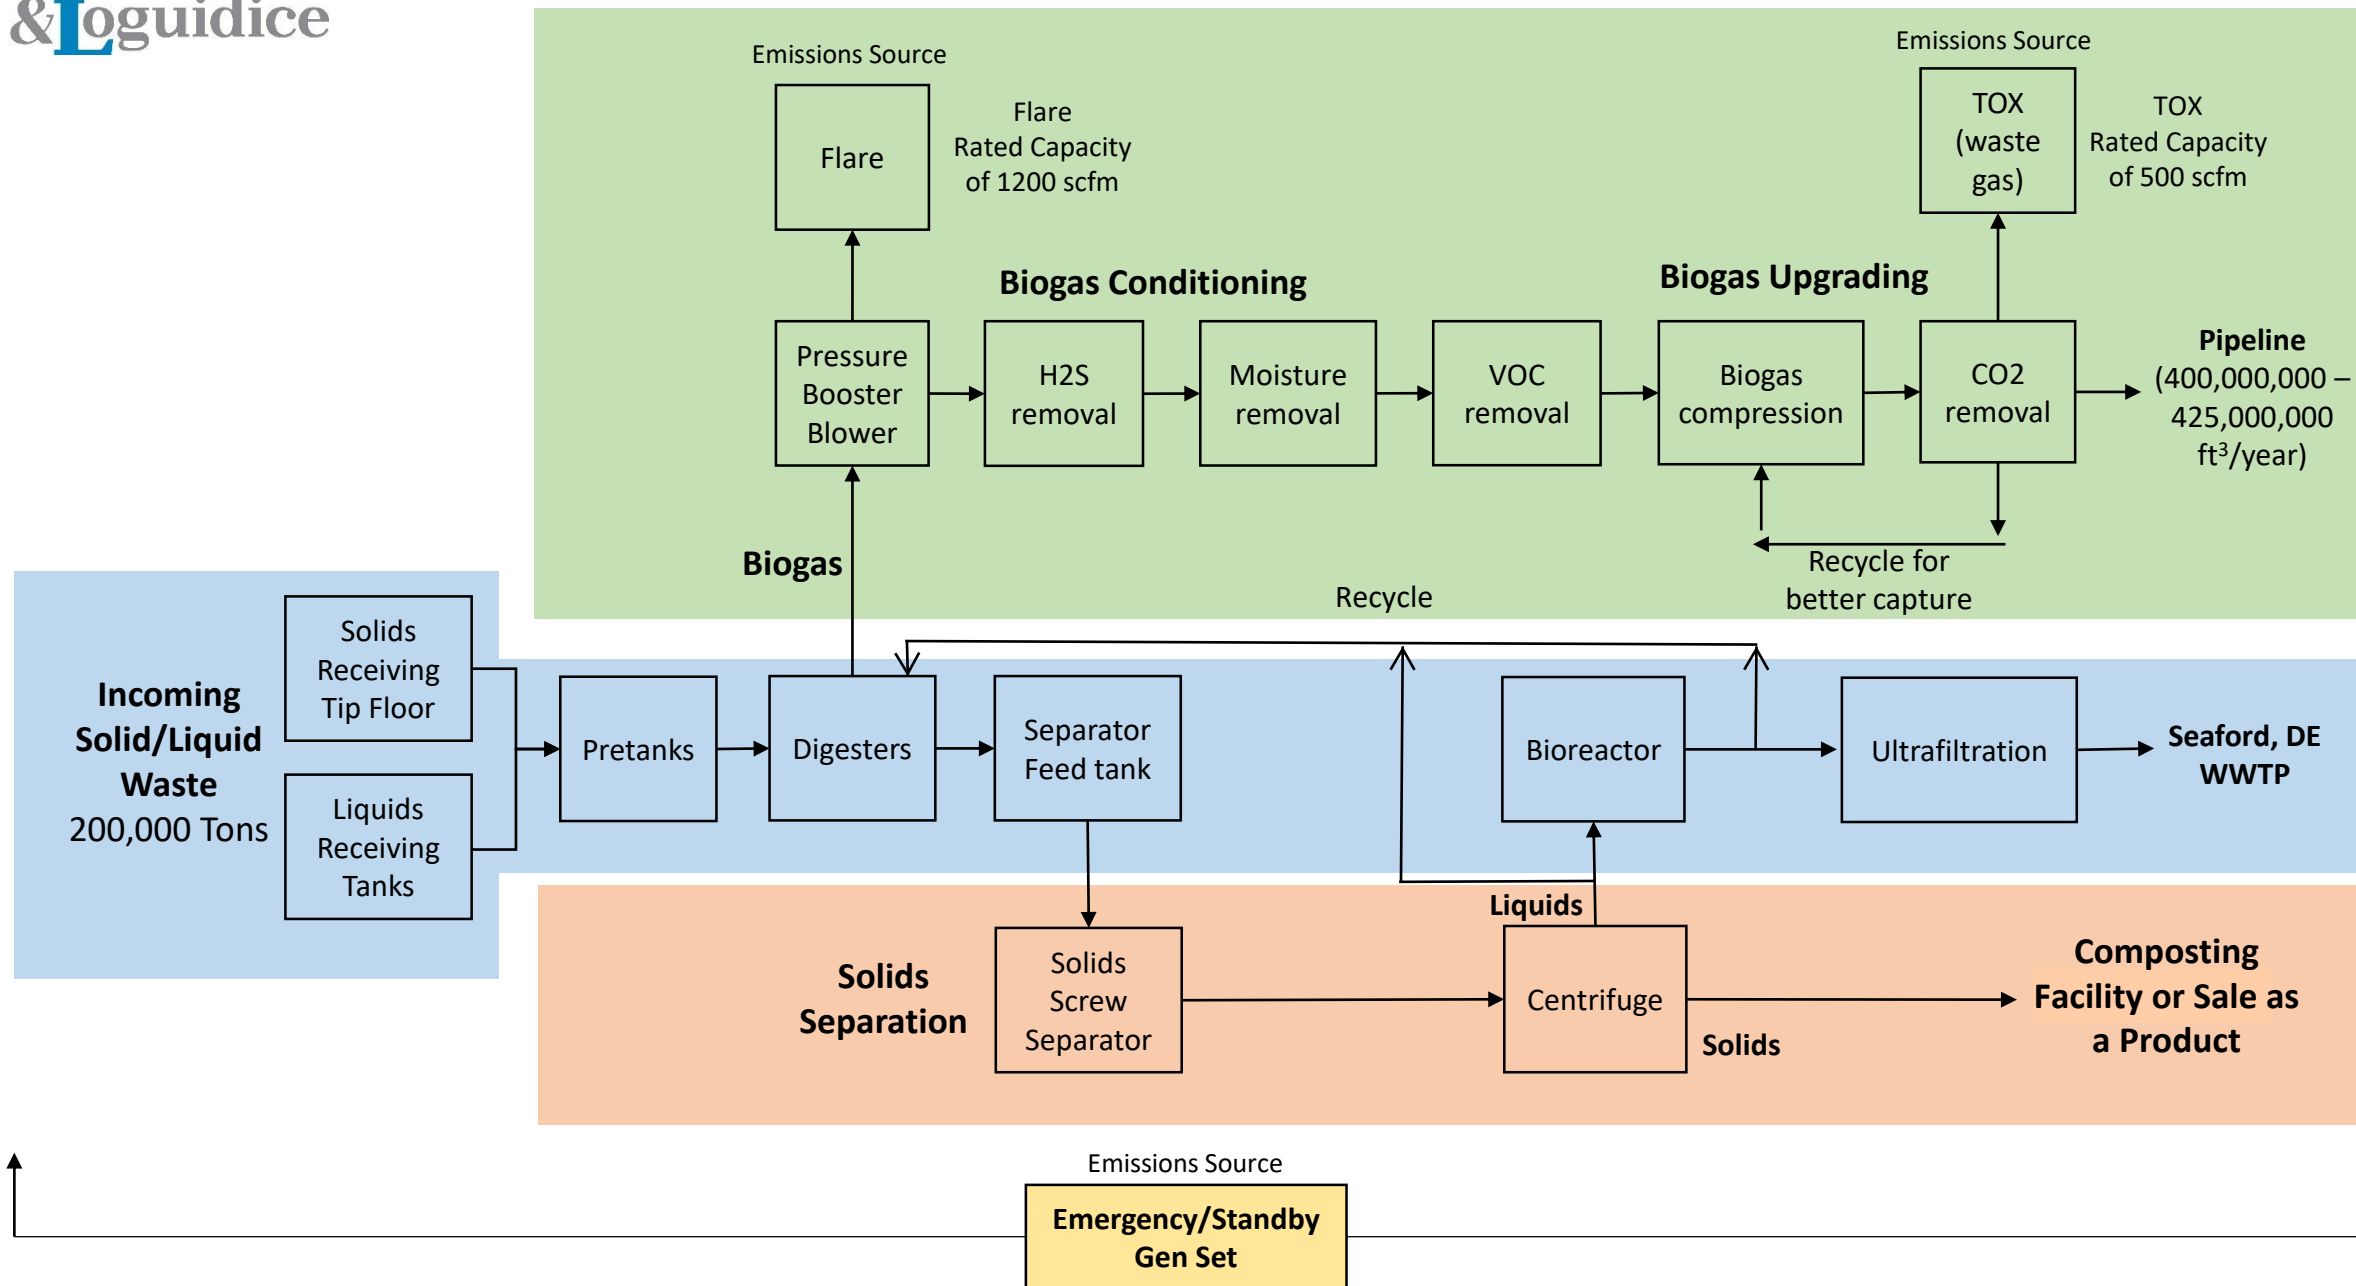 &Loguidice
Emissions Source
Flare
Flare
Rated Capacity
of 1200 scfm
Emissions Source
TOX
(waste
gas)
TOX
Rated Capacity
of 500 scfm
Biogas Conditioning
Biogas Upgrading
Pressure
Booster
Blower
H2S
removal
Moisture
removal
VOC
removal
Biogas
compression
CO2
removal
Pipeline
(400,000,000 –
425,000,000
ft³/year)
Biogas
Recycle
Recycle for
better capture
Incoming
Solid/Liquid
Waste
200,000 Tons
Solids
Receiving
Tip Floor
Liquids
Receiving
Tanks
Pretanks
Digesters
Separator
Feed tank
Bioreactor
Ultrafiltration
Seaford, DE
WWTP
Solids
Separation
Solids
Screw
Separator
Liquids
Centrifuge
Solids
Composting
Facility or Sale as
a Product
Emissions Source
Emergency/Standby
Gen Set